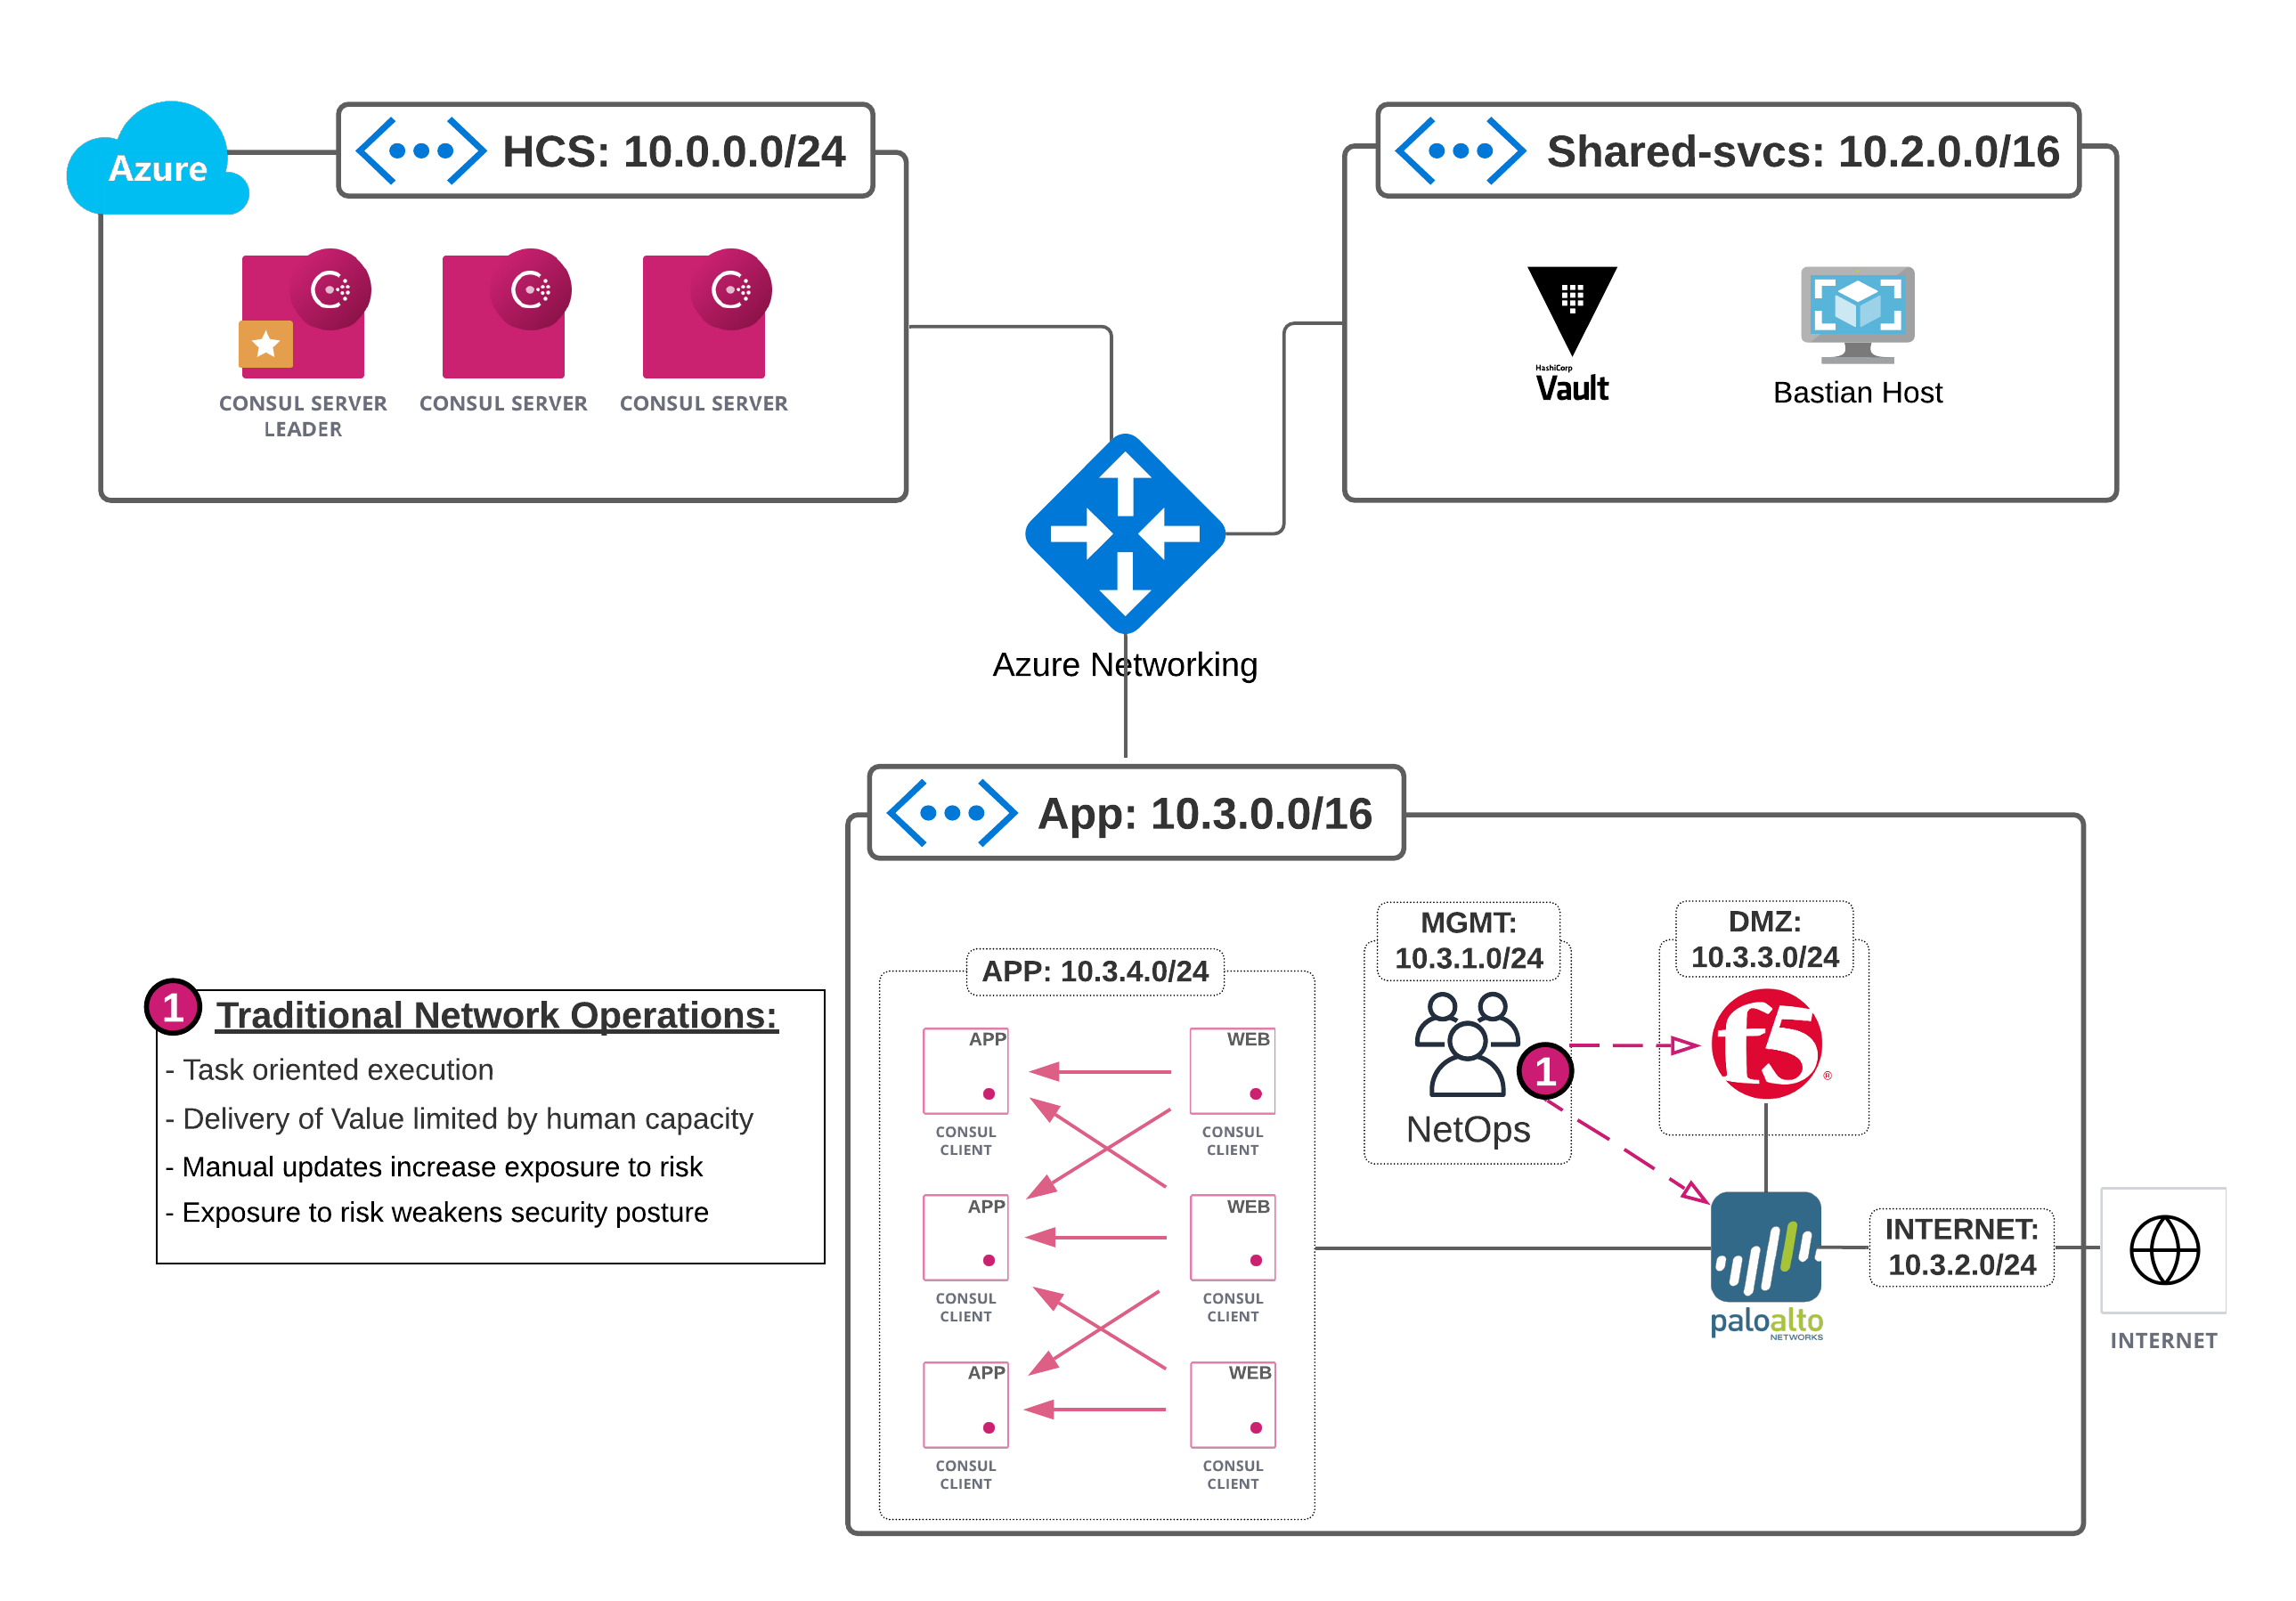 Azure
HCS: 10.0.0.0/24
CONSUL SERVER
LEADER
CONSUL SERVER
CONSUL SERVER
Shared-svcs: 10.2.0.0/16
HashiCorp
Vault
Bastian Host
Azure Networking
App: 10.3.0.0/16
1
Traditional Network Operations:
- Task oriented execution
- Delivery of Value limited by human capacity
- Manual updates increase exposure to risk
- Exposure to risk weakens security posture
APP: 10.3.4.0/24
APP
CONSUL
CLIENT
WEB
CONSUL
CLIENT
APP
CONSUL
CLIENT
WEB
CONSUL
CLIENT
APP
CONSUL
CLIENT
WEB
CONSUL
CLIENT
MGMT:
10.3.1.0/24
1
NetOps
DMZ:
10.3.3.0/24
f5®
paloalto
NETWORKS
INTERNET:
10.3.2.0/24
INTERNET